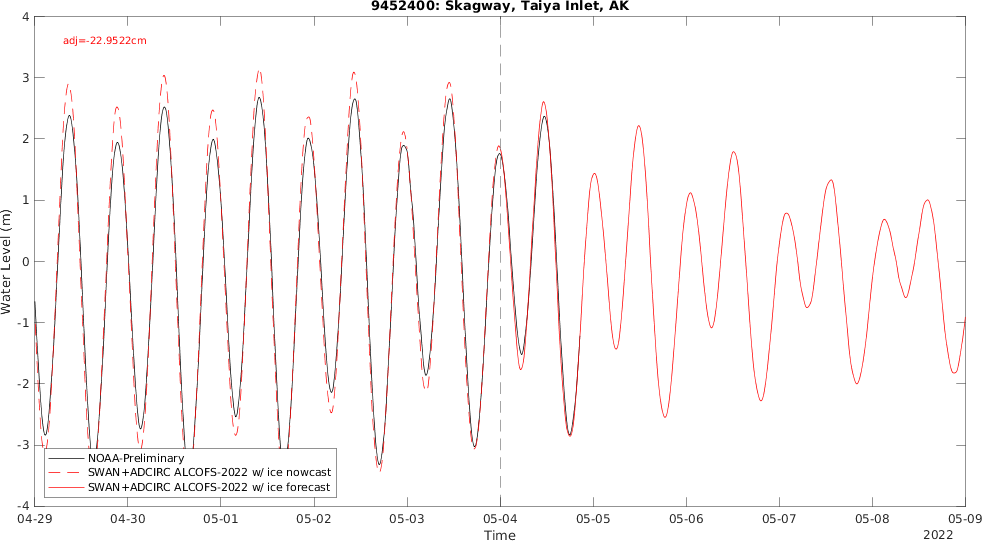 9452400: Skagway, Taiya Inlet, AK
adj=-22.9522cm
4
3
2
1
0
-1
-2
-3
-4
Water Level (m)
NOAA-Preliminary
SWAN+ADCIRC ALCOFS-2022 w/ ice nowcast
SWAN+ADCIRC ALCOFS-2022 w/ ice forecast
04-29 04-30 05-01 05-02 05-03 05-04 05-05 05-06 05-07 05-08 05-09
Time
2022